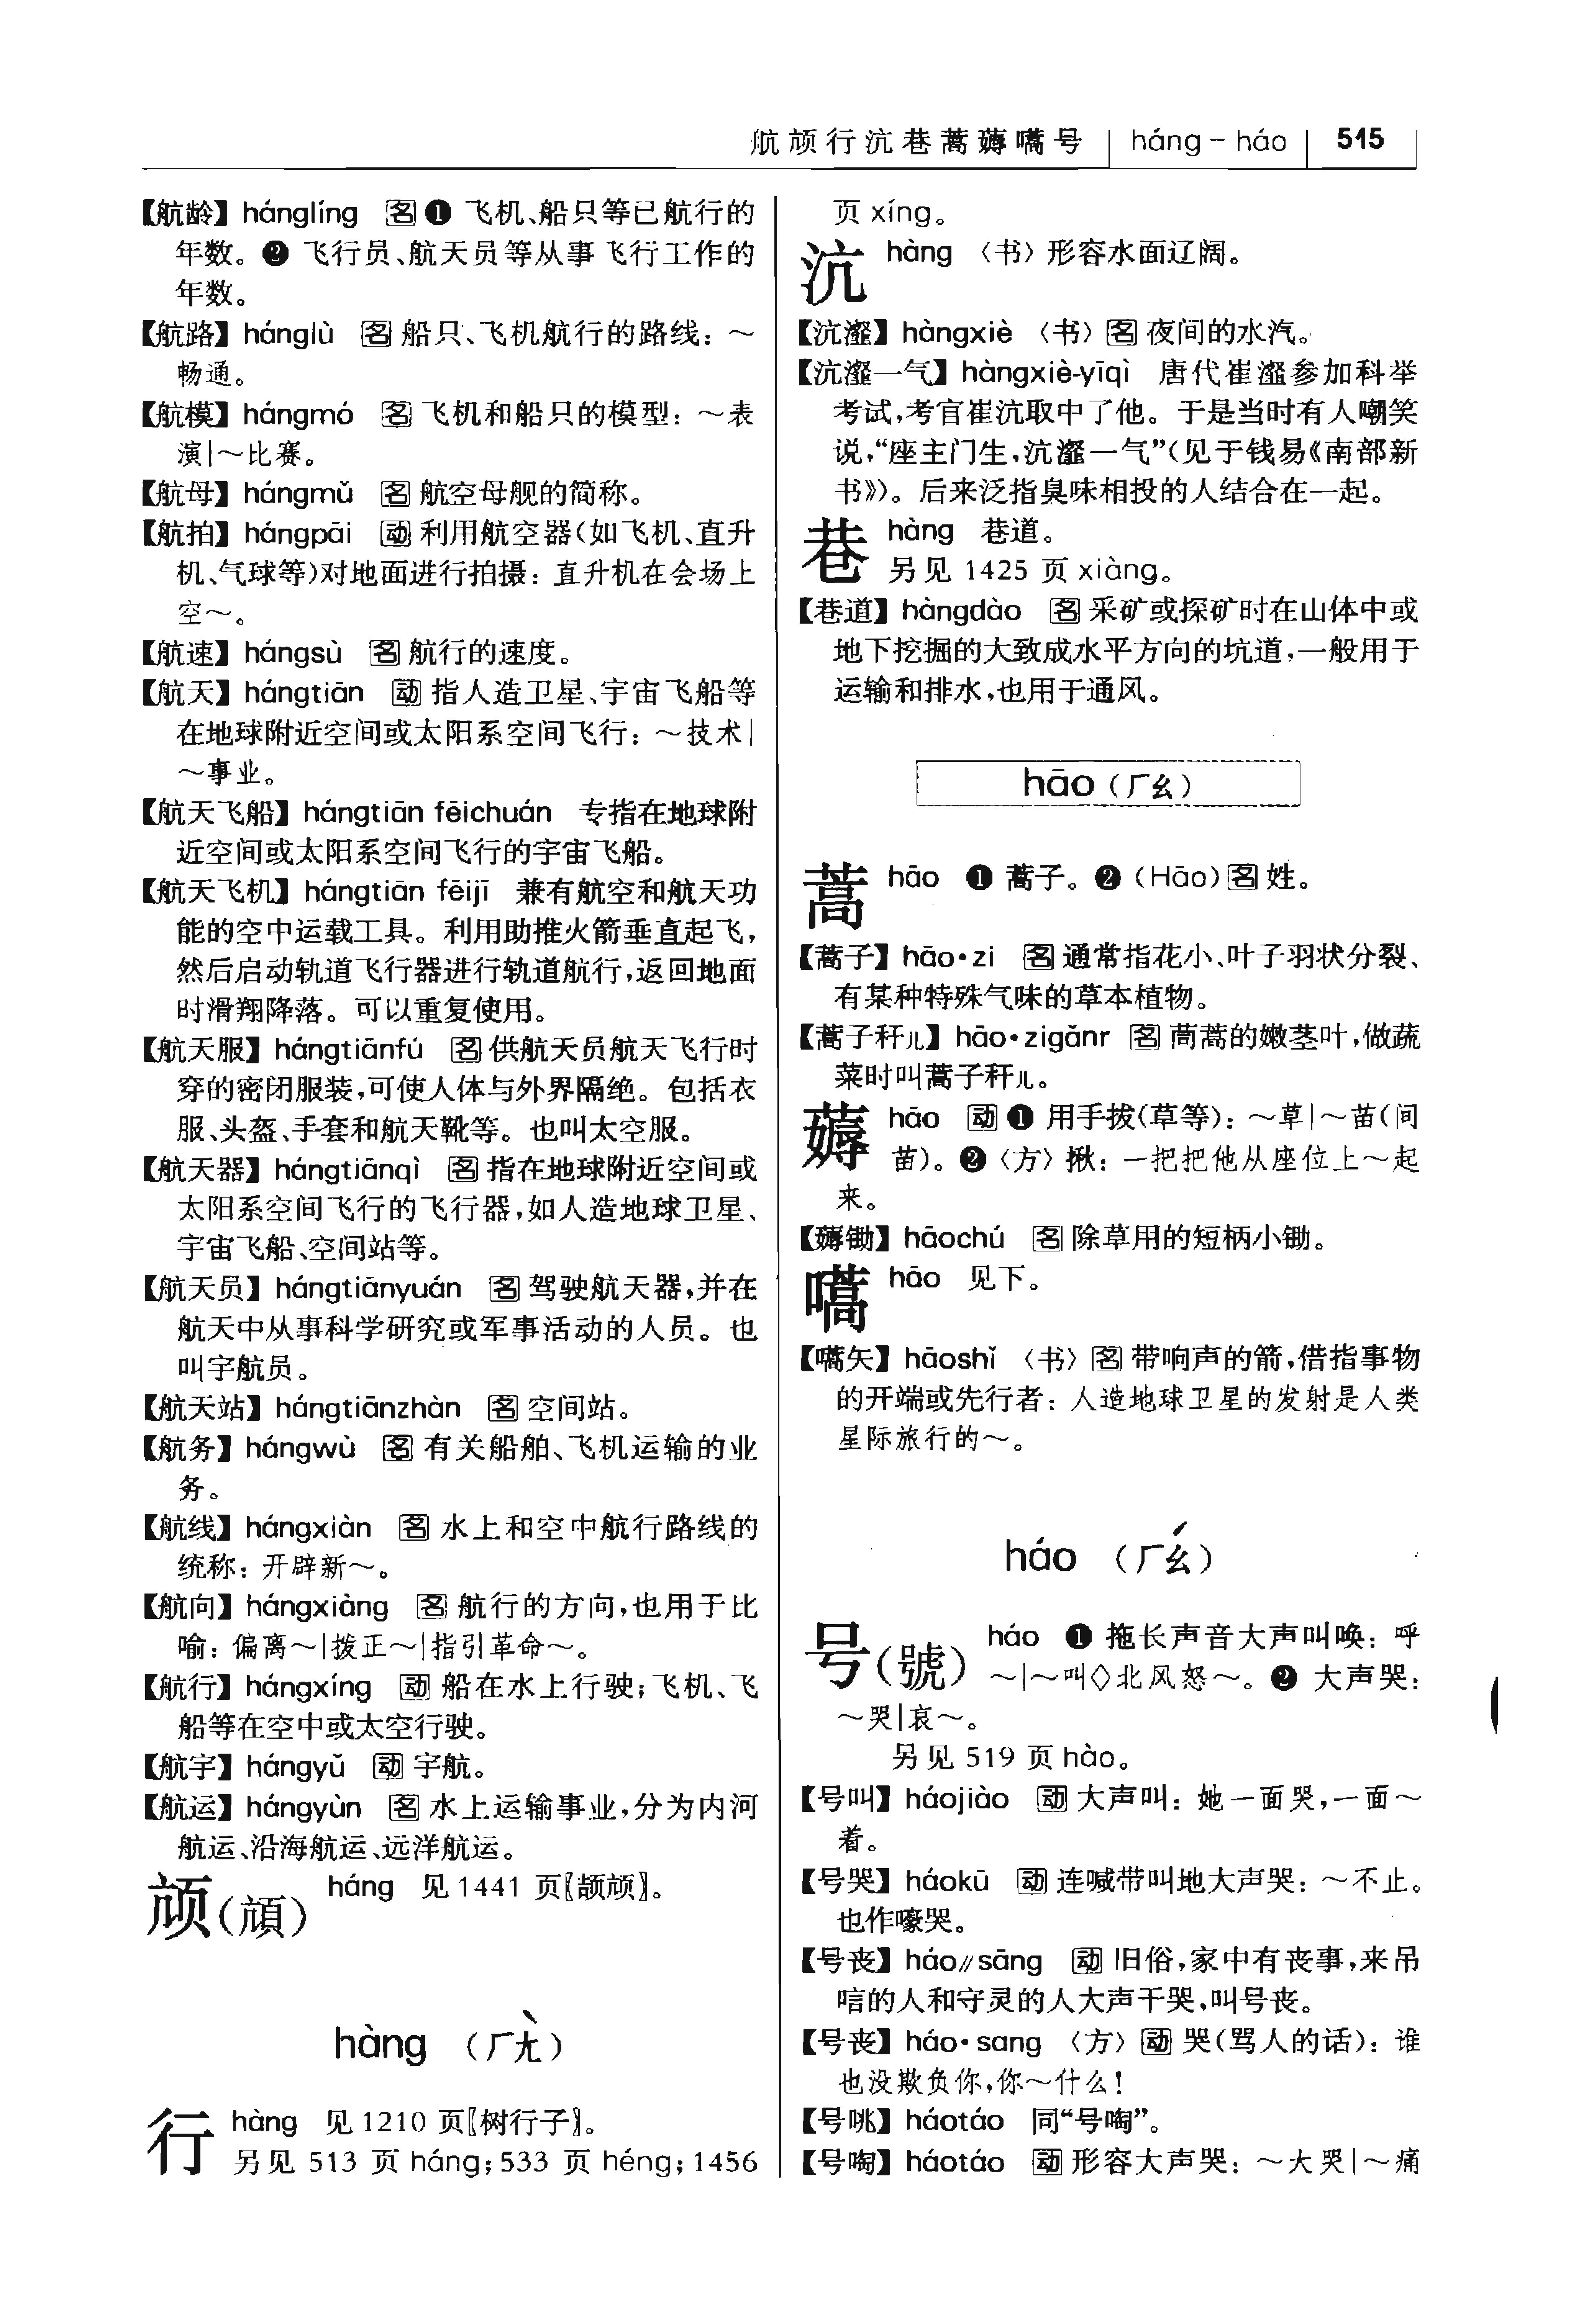 航颃行沆巷蒿薅嚆号 | háng－háo | 515
【航龄】hánglíng 名❶ 飞机、船只等已航行的
年数。❷ 飞行员、航天员等从事飞行工作的
年数。
【航路】hánglù 名 船只、飞机航行的路线：～
畅通。
【航模】hángmó 名 飞机和船只的模型：～表
演|～比赛。
【航母】hángmǔ 名 航空母舰的简称。
【航拍】hángpāi 动 利用航空器（如飞机、直升
机、气球等）对地面进行拍摄：直升机在会场上
空～。
【航速】hángsù 名 航行的速度。
【航天】hángtiān 动 指人造卫星、宇宙飞船等
在地球附近空间或太阳系空间飞行：～技术|
～事业。
【航天飞船】hángtiān fēichuán 专指在地球附
近空间或太阳系空间飞行的宇宙飞船。
【航天飞机】hángtiān fēijī 兼有航空和航天功
能的空中运载工具。利用助推火箭垂直起飞，
然后启动轨道飞行器进行轨道航行，返回地面
时滑翔降落。可以重复使用。
【航天服】hángtiānfú 名 供航天员航天飞行时
穿的密闭服装，可使人体与外界隔绝。包括衣
服、头盔、手套和航天靴等。也叫太空服。
【航天器】hángtiānqì 名 指在地球附近空间或
太阳系空间飞行的飞行器，如人造地球卫星、
宇宙飞船、空间站等。
【航天员】hángtiānyuán 名 驾驶航天器，并在
航天中从事科学研究或军事活动的人员。也
叫宇航员。
【航天站】hángtiānzhàn 名 空间站。
【航务】hángwù 名 有关船舶、飞机运输的业
务。
【航线】hángxiàn 名 水上和空中航行路线的
统称：开辟新～。
【航向】hángxiàng 名 航行的方向，也用于比
喻：偏离～|拨正～|指引革命～。
【航行】hángxíng 动 船在水上行驶；飞机、飞
船等在空中或太空行驶。
【航宇】hángyǔ 动 宇航。
【航运】hángyùn 名 水上运输事业，分为内河
航运、沿海航运、远洋航运。
颃（頏） háng 见1441 页〖颉颃〗。
hàng （ㄏㄤˋ）
行 hàng 见1210 页〖树行子〗。
另见 513 页 háng；533 页 héng；1456
页 xíng。
沆 hàng 〈书〉形容水面辽阔。
【沆瀣】hàngxiè 〈书〉名 夜间的水汽。
【沆瀣一气】hàngxiè-yīqì 唐代崔瀣参加科举
考试，考官崔沆取中了他。于是当时有人嘲笑
说，“座主门生，沆瀣一气”（见于钱易《南部新
书》）。后来泛指臭味相投的人结合在一起。
巷 hàng 巷道。
另见 1425 页 xiàng。
【巷道】hàngdào 名 采矿或探矿时在山体中或
地下挖掘的大致成水平方向的坑道，一般用于
运输和排水，也用于通风。
hāo（ㄏㄠ）
蒿 hāo ❶ 蒿子。❷（Hāo）名 姓。
【蒿子】hāo·zi 名 通常指花小、叶子羽状分裂、
有某种特殊气味的草本植物。
【蒿子秆儿】hāo·zigǎnr 名 茼蒿的嫩茎叶，做蔬
菜时叫蒿子秆儿。
薅 hāo 动❶ 用手拔（草等）：～草|～苗（间
苗）。❷〈方〉揪：一把把他从座位上～起
来。
【薅锄】hāochú 名 除草用的短柄小锄。
嚆 hāo 见下。
【嚆矢】hāoshǐ 〈书〉名 带响声的箭，借指事物
的开端或先行者：人造地球卫星的发射是人类
星际旅行的～。
háo （ㄏㄠˊ）
号（號） háo ❶ 拖长声音大声叫唤：呼
～|～叫◇北风怒～。❷ 大声哭：
～哭|哀～。
另见 519 页 hào。
【号叫】háojiào 动 大声叫：她一面哭，一面～
着。
【号哭】háokū 动 连喊带叫地大声哭：～不止。
也作嚎哭。
【号丧】háo∥sāng 动 旧俗，家中有丧事，来吊
唁的人和守灵的人大声干哭，叫号丧。
【号丧】háo·sang 〈方〉动 哭（骂人的话）：谁
也没欺负你，你～什么！
【号咷】háotáo 同“号啕”。
【号啕】háotáo 动 形容大声哭：～大哭|～痛